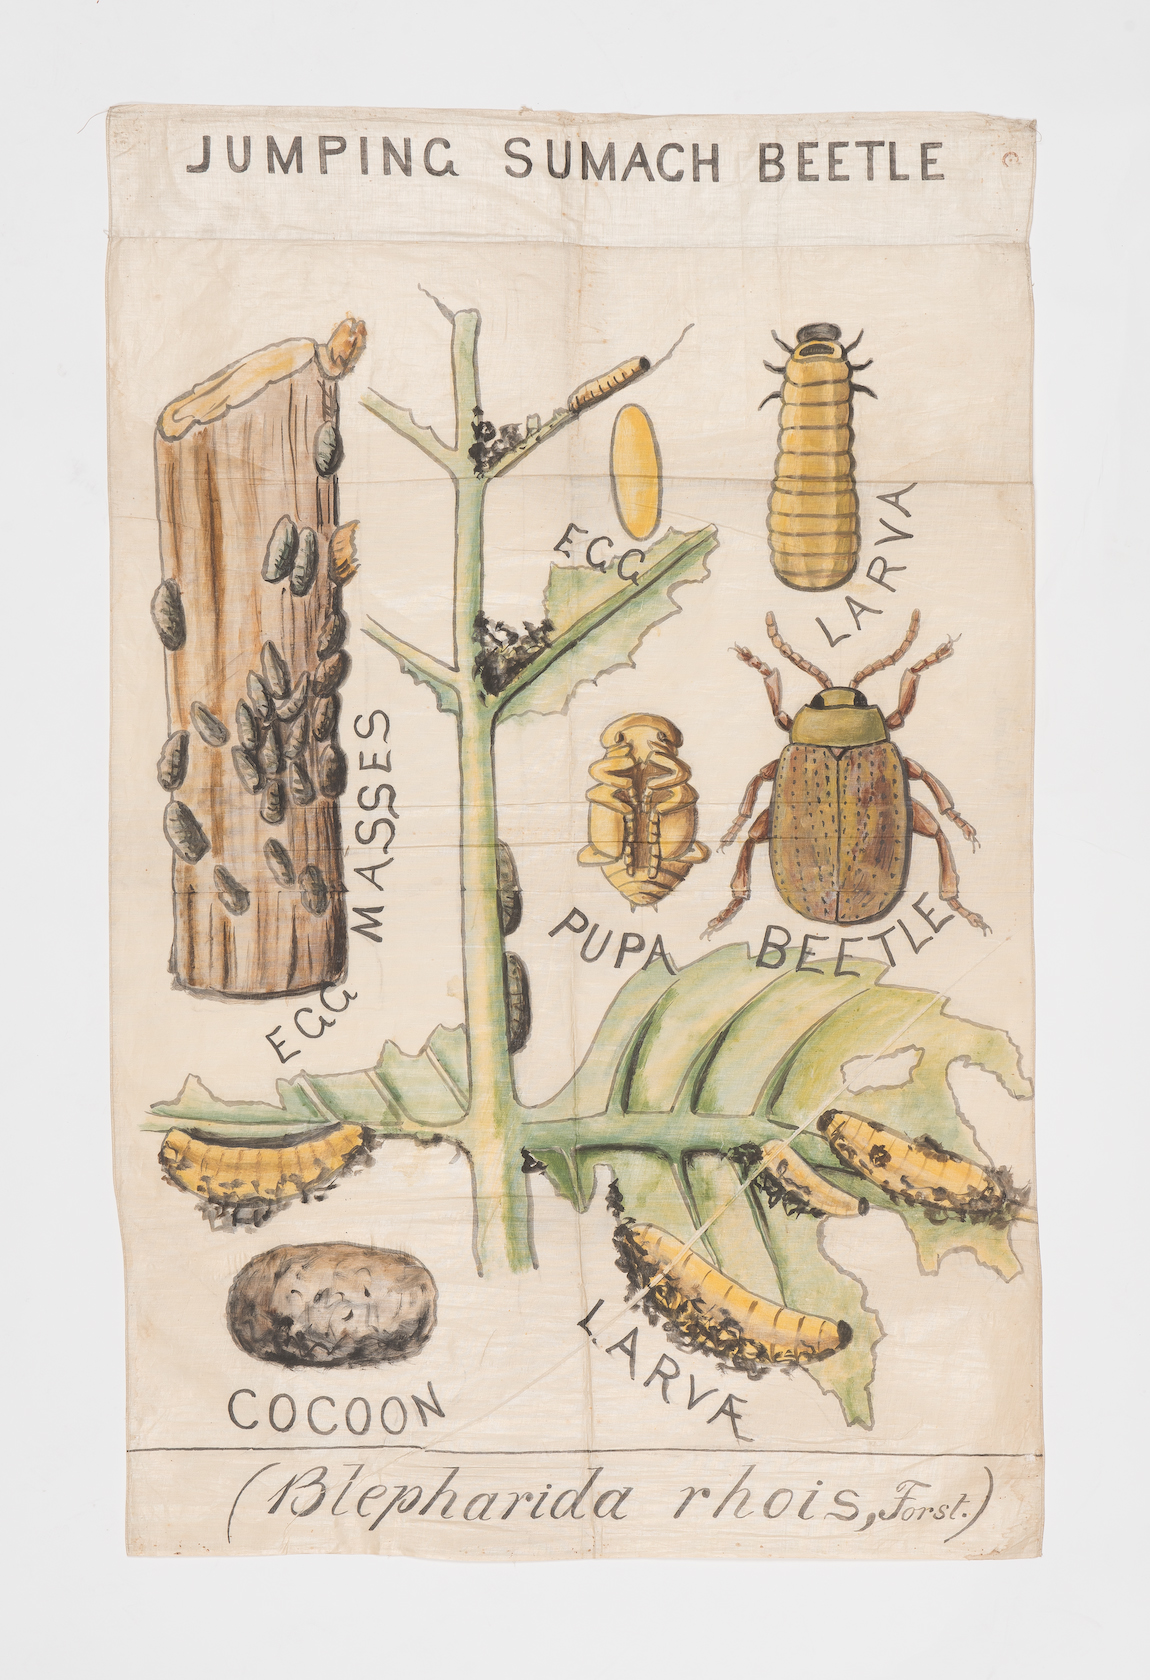 JUMPING SUMACH BEETLE
EGG
LARVA
EGG MASSES
PUPA
BEETLE
LARVÆ
COCOON
(Blepharida rhois, Forst.)